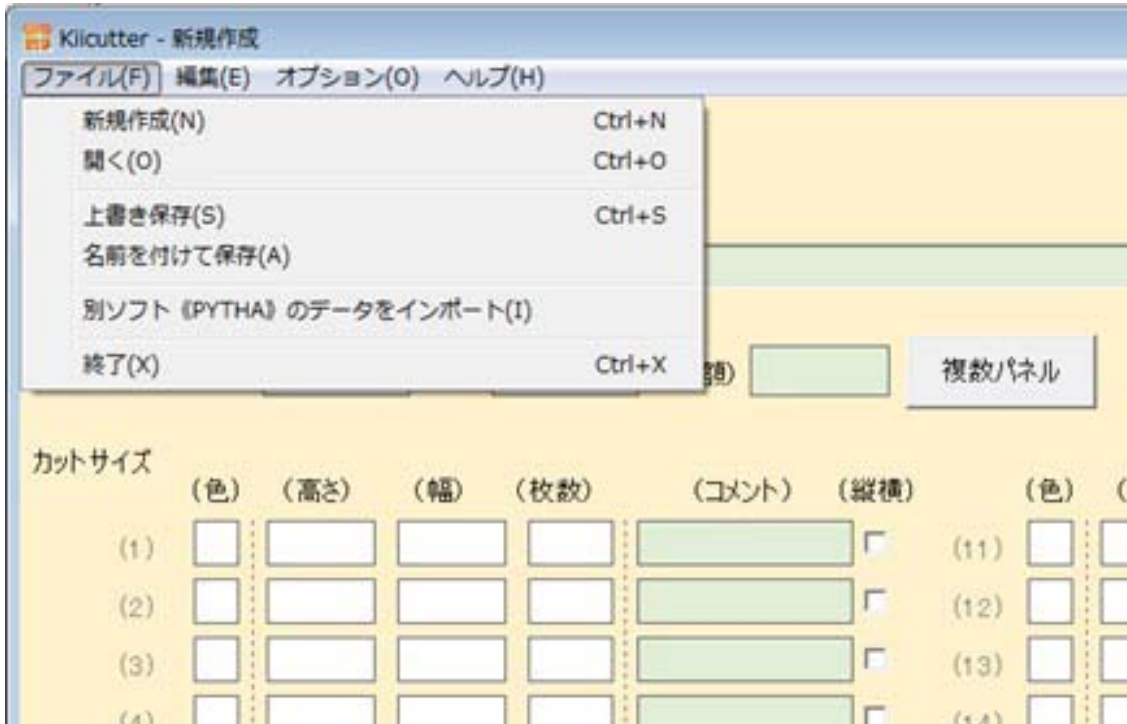 Kiicutter - 新規作成
ファイル(F) 編集(E) オプション(O) ヘルプ(H)
新規作成(N) Ctrl+N
開く(O) Ctrl+O
上書き保存(S) Ctrl+S
名前を付けて保存(A)
別ソフト《PYTHA》のデータをインポート(I)
終了(X) Ctrl+X
額) 複数パネル
カットサイズ
(色) (高さ) (幅) (枚数) (コメント) (縦横) (色) (
(1) (11)
(2) (12)
(3) (13)
(4) (14)